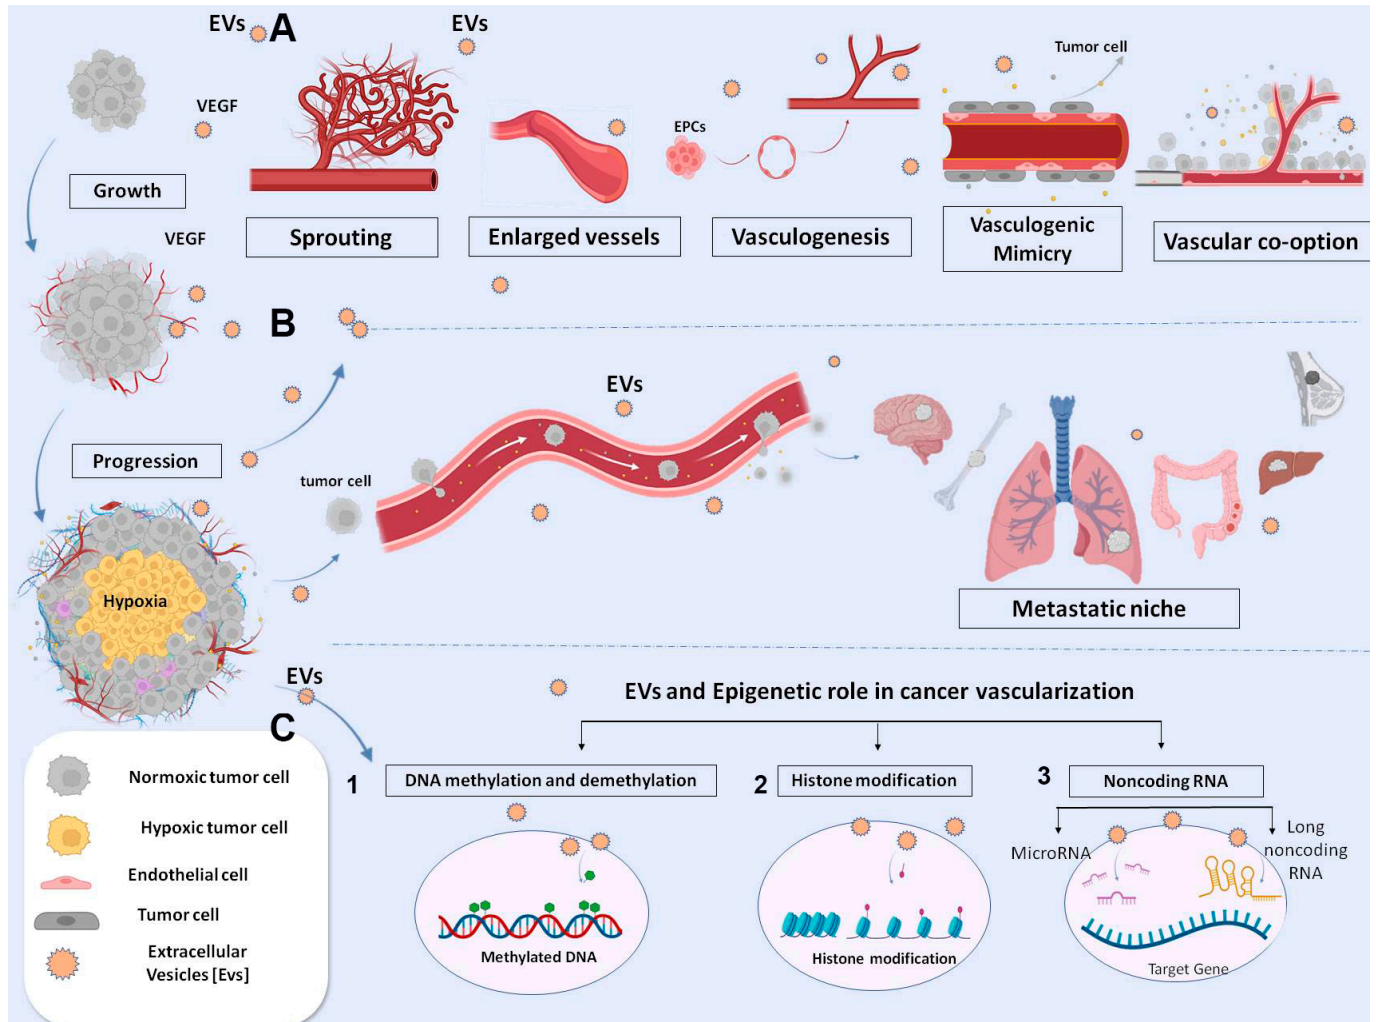 EVs
A
EVs
VEGF
Growth
VEGF
Sprouting
Enlarged vessels
EPCs
Vasculogenesis
Tumor cell
Vasculogenic
Mimicry
Vascular co-option
B
Progression
tumor cell
EVs
Metastatic niche
Hypoxia
EVs
C
EVs and Epigenetic role in cancer vascularization
1
DNA methylation and demethylation
Methylated DNA
2
Histone modification
Histone modification
3
Noncoding RNA
MicroRNA
Long
noncoding
RNA
Target Gene
Normoxic tumor cell
Hypoxic tumor cell
Endothelial cell
Tumor cell
Extracellular
Vesicles [Evs]